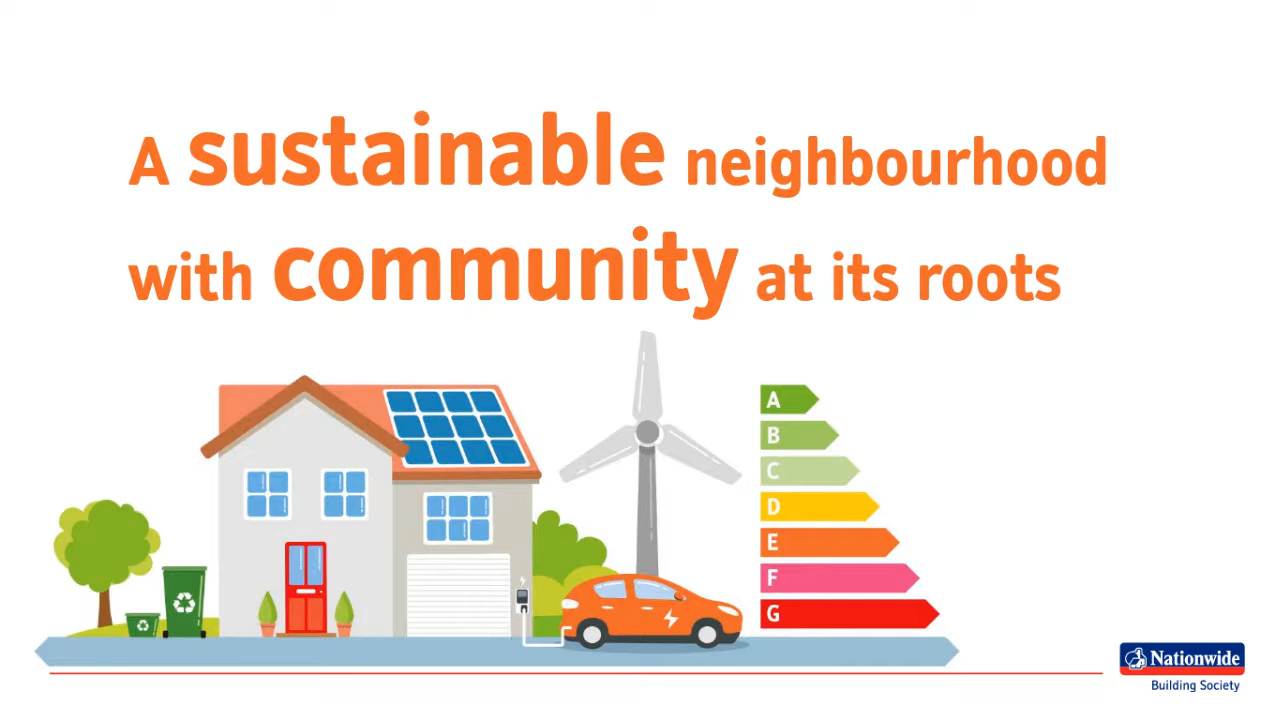 A sustainable neighbourhood
with community at its roots
A
B
C
D
E
F
G
Nationwide
Building Society